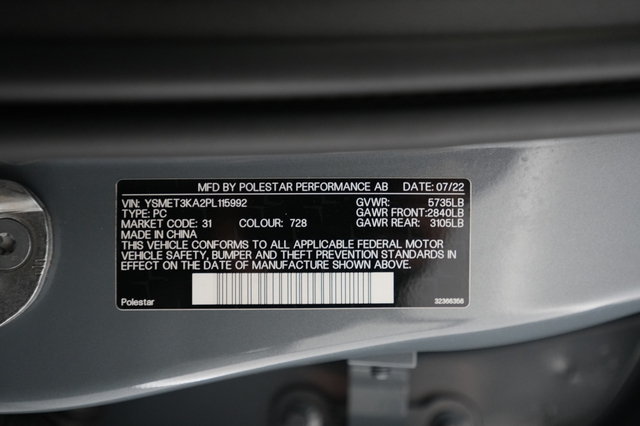 MFD BY POLESTAR PERFORMANCE AB DATE: 07/22
VIN: YSMET3KA2PL115992 GVWR: 5735LB
TYPE: PC GAWR FRONT:2840LB
MARKET CODE: 31 COLOUR: 728 GAWR REAR: 3105LB
MADE IN CHINA
THIS VEHICLE CONFORMS TO ALL APPLICABLE FEDERAL MOTOR
VEHICLE SAFETY, BUMPER AND THEFT PREVENTION STANDARDS IN
EFFECT ON THE DATE OF MANUFACTURE SHOWN ABOVE.
Polestar 32366356